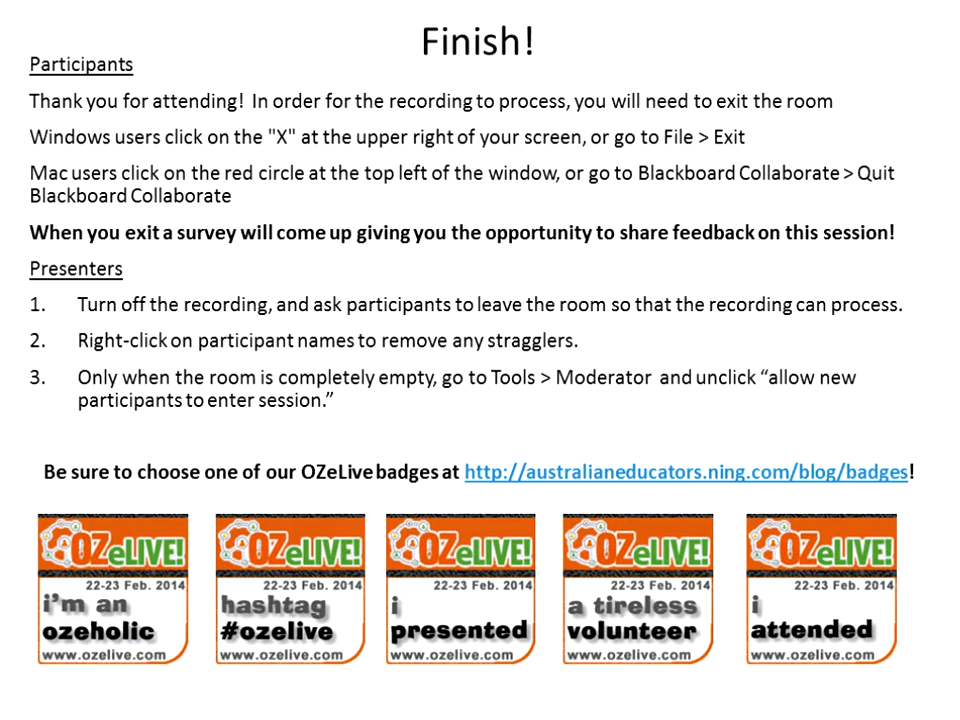 Finish!
Participants
Thank you for attending! In order for the recording to process, you will need to exit the room
Windows users click on the "X" at the upper right of your screen, or go to File > Exit
Mac users click on the red circle at the top left of the window, or go to Blackboard Collaborate > Quit
Blackboard Collaborate
When you exit a survey will come up giving you the opportunity to share feedback on this session!
Presenters
1. Turn off the recording, and ask participants to leave the room so that the recording can process.
2. Right-click on participant names to remove any stragglers.
3. Only when the room is completely empty, go to Tools > Moderator and unclick “allow new
participants to enter session.”
Be sure to choose one of our OZeLive badges at http://australianeducators.ning.com/blog/badges!
OZeLIVE!
22-23 Feb. 2014
i'm an
ozeholic
www.ozelive.com
OZeLIVE!
22-23 Feb. 2014
hashtag
#ozelive
www.ozelive.com
OZeLIVE!
22-23 Feb. 2014
i
presented
www.ozelive.com
OZeLIVE!
22-23 Feb. 2014
a tireless
volunteer
www.ozelive.com
OZeLIVE!
22-23 Feb. 2014
i
attended
www.ozelive.com